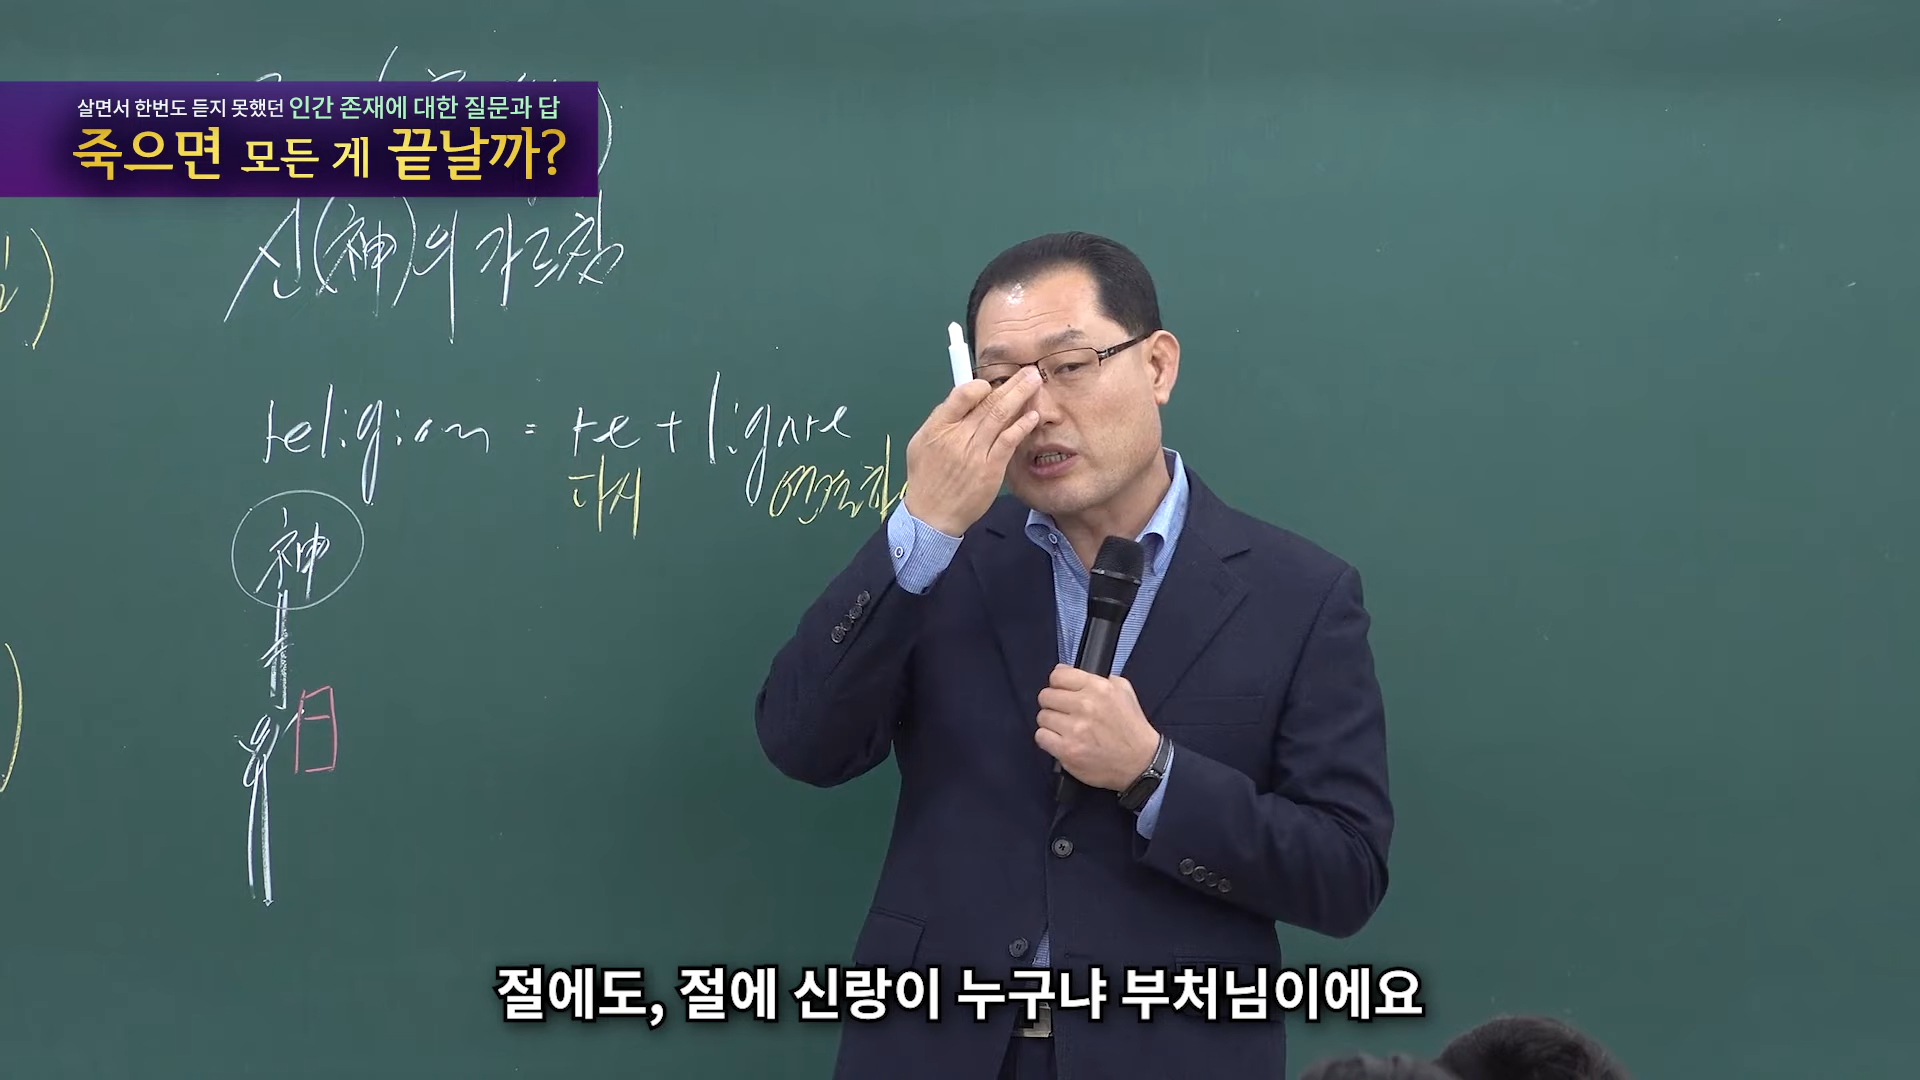 살면서 한번도 듣지 못했던 인간 존재에 대한 질문과 답
죽으면 모든 게 끝날까?
신(神)의 가르침
religion = re + ligare
다시 연결하
神
절에도, 절에 신랑이 누구냐 부처님이에요